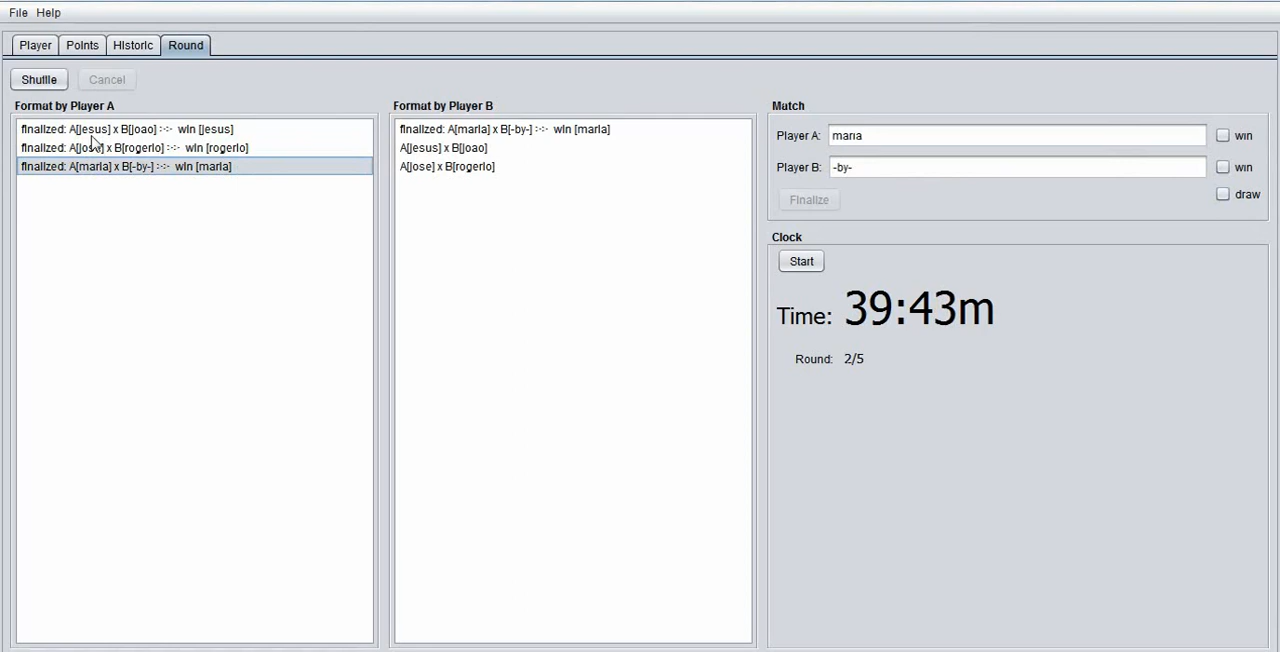 File Help
Player Points Historic Round
Shuffle Cancel
Format by Player A
finalized: A[jesus] x B[joao] :-:- win [jesus]
finalized: A[jose] x B[rogerio] :-:- win [rogerio]
finalized: A[maria] x B[-by-] :-:- win [maria]
Format by Player B
finalized: A[maria] x B[-by-] :-:- win [maria]
A[jesus] x B[joao]
A[jose] x B[rogerio]
Match
Player A: maria win
Player B: -by- win
Finalize draw
Clock
Start
Time: 39:43m
Round: 2/5